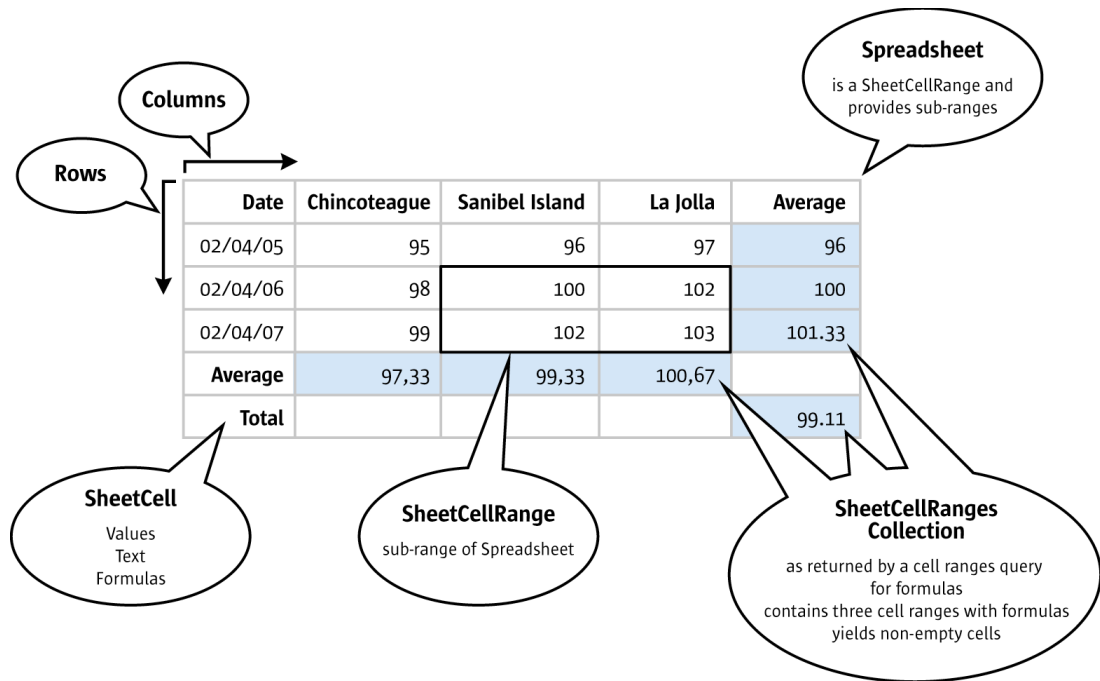 Spreadsheet
is a SheetCellRange and
provides sub-ranges
Columns
Rows
Date Chincoteague Sanibel Island La Jolla Average
02/04/05 95 96 97 96
02/04/06 98 100 102 100
02/04/07 99 102 103 101.33
Average 97,33 99,33 100,67
Total 99.11
SheetCell
Values
Text
Formulas
SheetCellRange
sub-range of Spreadsheet
SheetCellRanges
Collection
as returned by a cell ranges query
for formulas
contains three cell ranges with formulas
yields non-empty cells